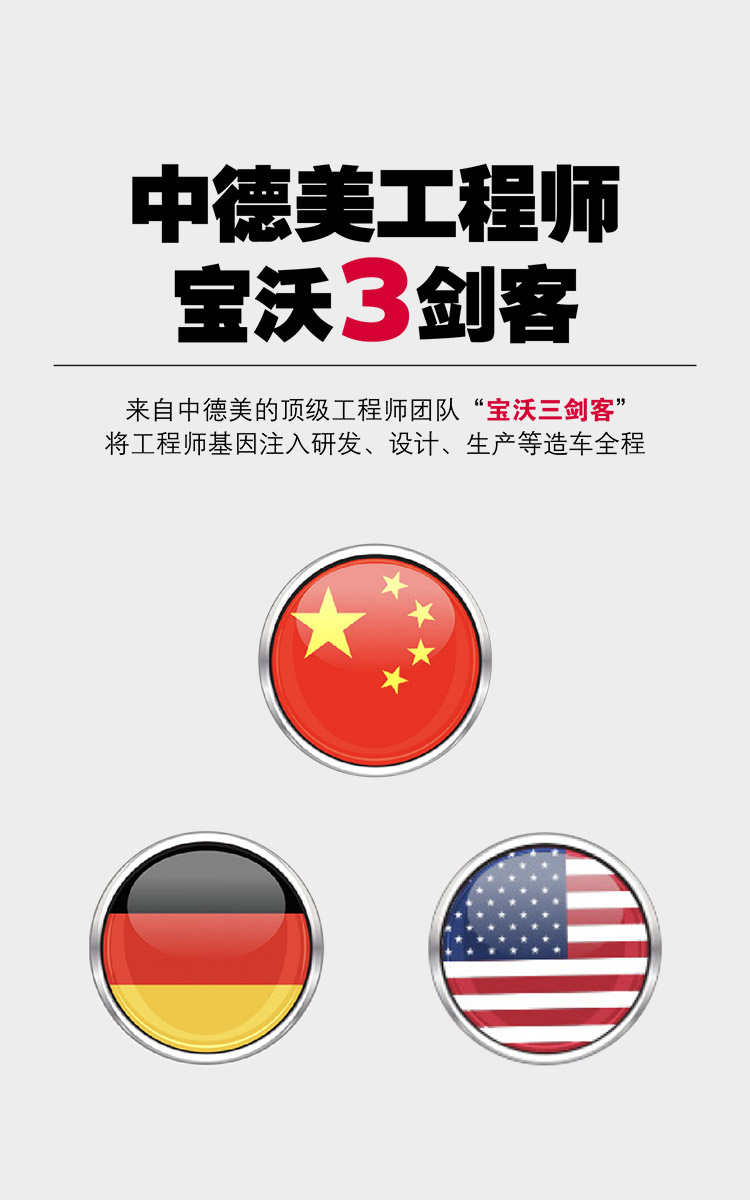 中德美工程师
宝沃3剑客
来自中德美的顶级工程师团队“宝沃三剑客”
将工程师基因注入研发、设计、生产等造车全程